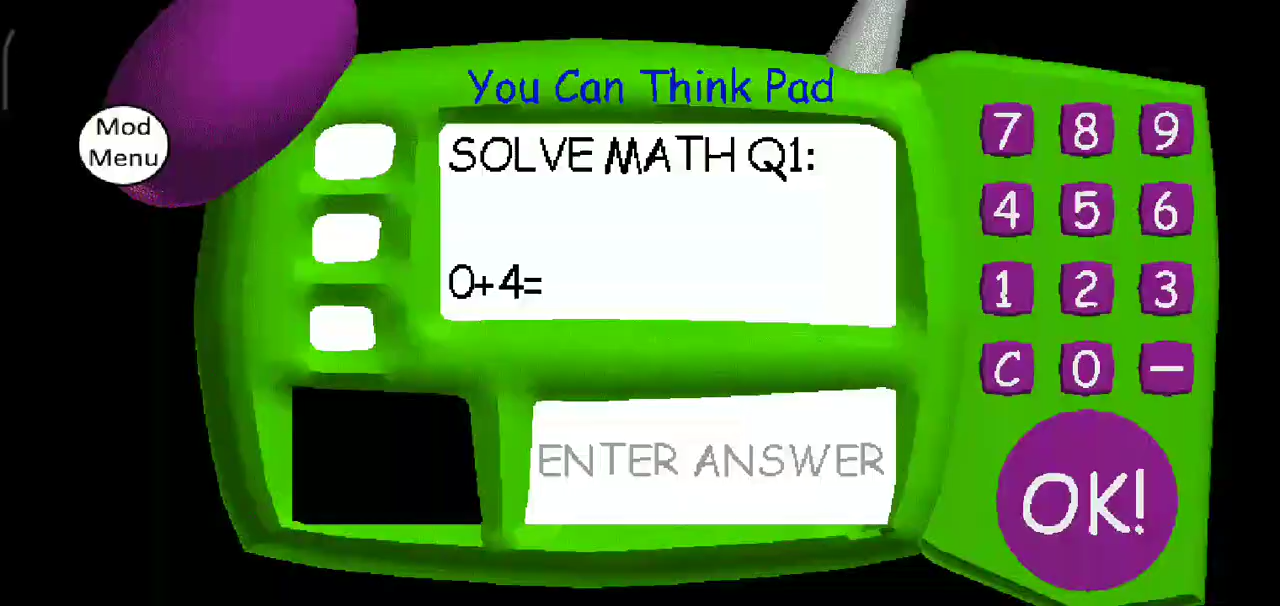 You Can Think Pad
Mod
Menu
SOLVE MATH Q1:
0+4=
ENTER ANSWER
7 8 9
4 5 6
1 2 3
C 0 –
OK!